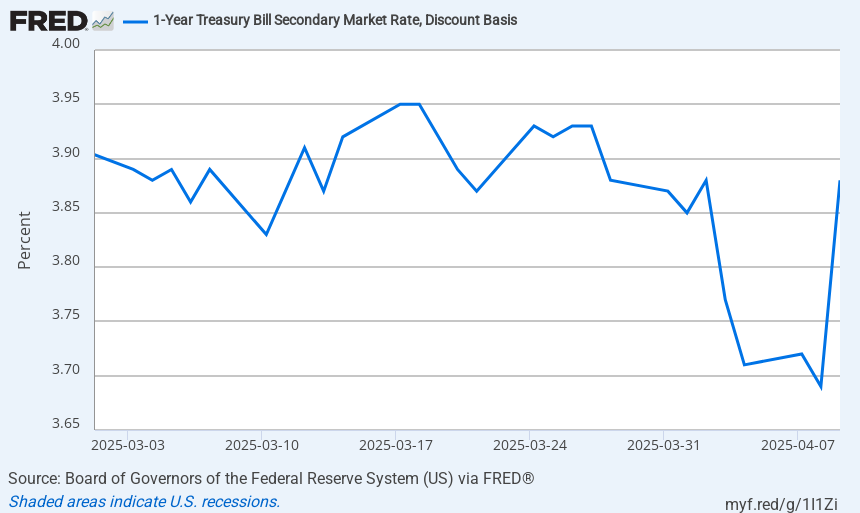 FRED 1-Year Treasury Bill Secondary Market Rate, Discount Basis
4.00
3.95
3.90
3.85
3.80
3.75
3.70
3.65
Percent
2025-03-03 2025-03-10 2025-03-17 2025-03-24 2025-03-31 2025-04-07
Source: Board of Governors of the Federal Reserve System (US) via FRED®
Shaded areas indicate U.S. recessions.
myf.red/g/1I1Zi